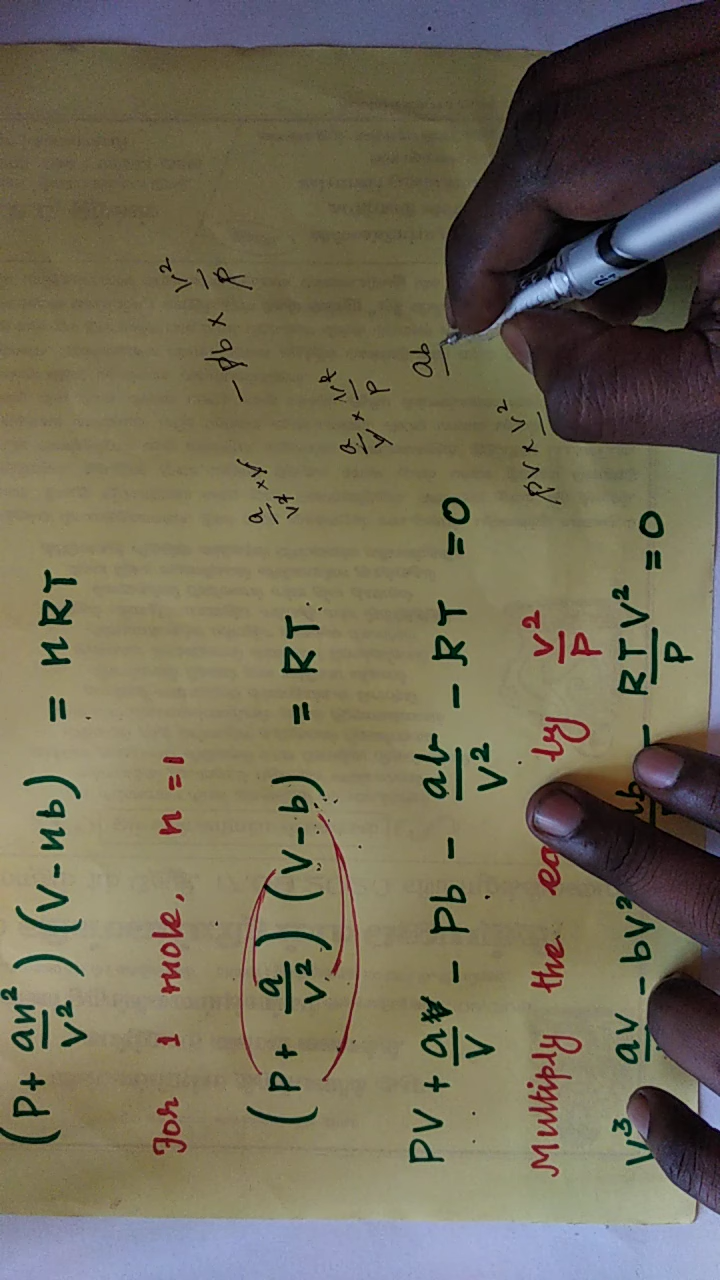 (P + an²/V²) (V - nb) = nRT
For 1 mole, n = 1
(P + a/V²) (V - b) = RT.
PV + a/V - Pb - ab/V² - RT = 0
Multiply the by V²/P
V³ aV - bV² - RTV²/P = 0
a/V² × V
- Pb × V²/P
a/V × V²/P
ab
PV × V²